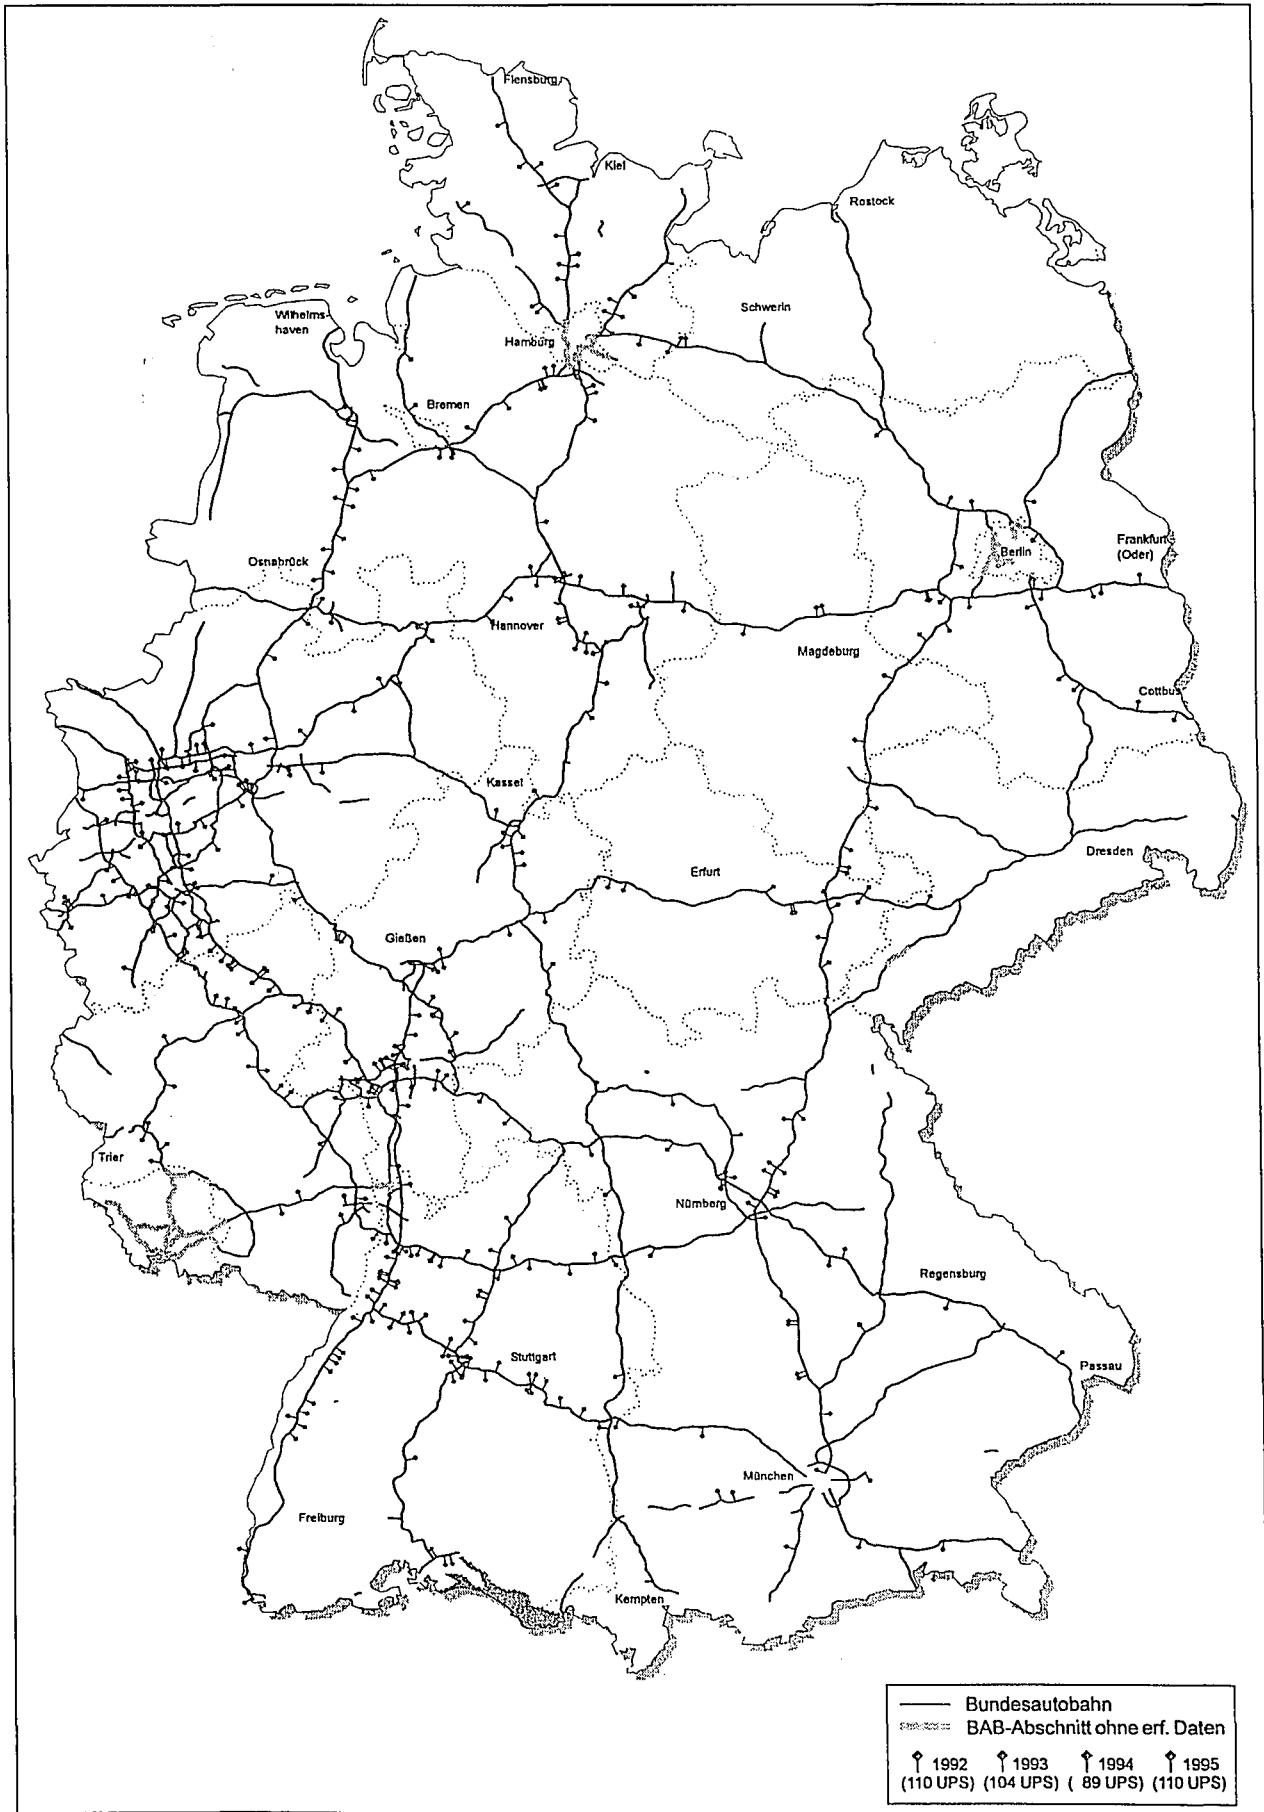 Flensburg
Kiel
Rostock
Schwerin
Wilhelms-
haven
Hamburg
Bremen
Frankfurt
(Oder)
Berlin
Osnabrück
Hannover
Magdeburg
Cottbus
Kassel
Erfurt
Dresden
Gießen
Trier
Nürnberg
Regensburg
Stuttgart
Passau
München
Freiburg
Kempten
Bundesautobahn
BAB-Abschnitt ohne erf. Daten
1992 1993 1994 1995
(110 UPS) (104 UPS) ( 89 UPS) (110 UPS)